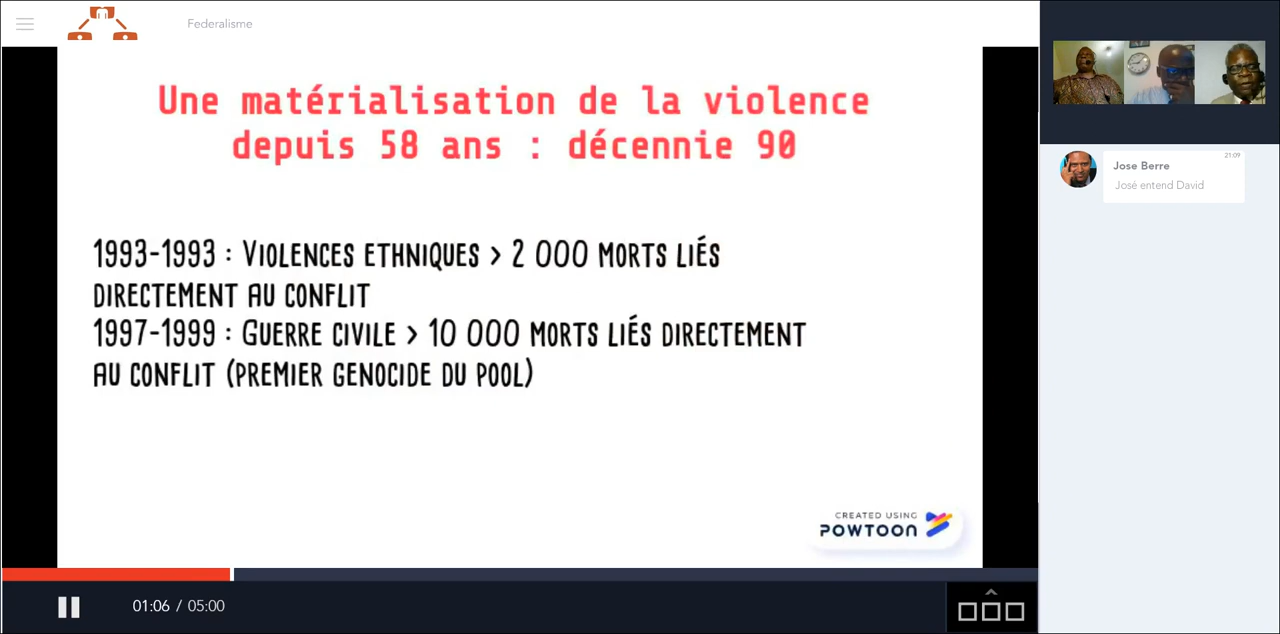 Federalisme
Une matérialisation de la violence
depuis 58 ans : décennie 90
1993-1993 : VIOLENCES ETHNIQUES > 2 000 MORTS LIÉS
DIRECTEMENT AU CONFLIT
1997-1999 : GUERRE CIVILE > 10 000 MORTS LIÉS DIRECTEMENT
AU CONFLIT (PREMIER GENOCIDE DU POOL)
CREATED USING
POWTOON
01:06 / 05:00
Jose Berre
21:09
José entend David